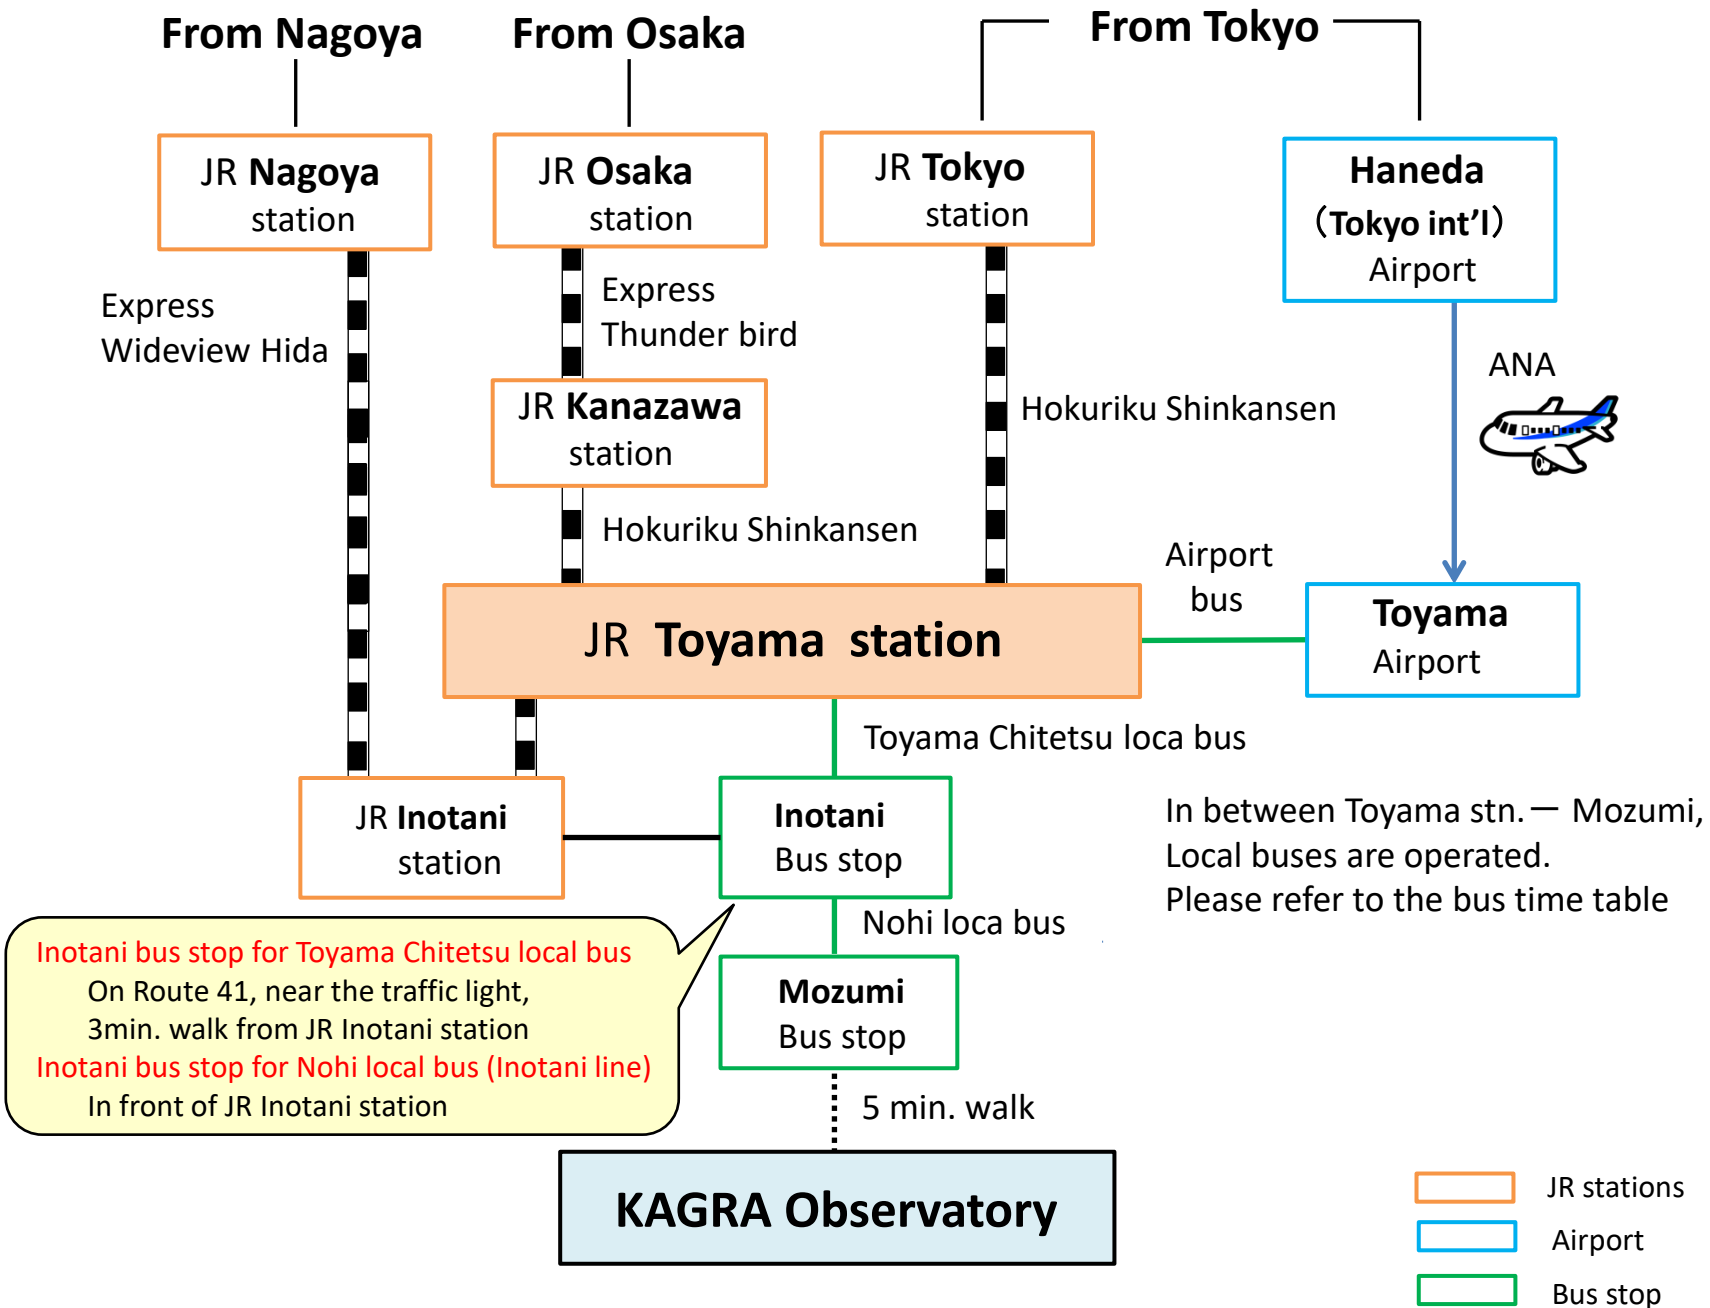 From Nagoya
From Osaka
From Tokyo
JR Nagoya
station
JR Osaka
station
JR Tokyo
station
Haneda
(Tokyo int'l)
Airport
Express
Wideview Hida
Express
Thunder bird
ANA
JR Kanazawa
station
Hokuriku Shinkansen
Hokuriku Shinkansen
Airport
bus
JR Toyama station
Toyama
Airport
Toyama Chitetsu loca bus
JR Inotani
station
Inotani
Bus stop
In between Toyama stn.ー Mozumi,
Local buses are operated.
Please refer to the bus time table
Nohi loca bus
Inotani bus stop for Toyama Chitetsu local bus
On Route 41, near the traffic light,
3min. walk from JR Inotani station
Inotani bus stop for Nohi local bus (Inotani line)
In front of JR Inotani station
Mozumi
Bus stop
5 min. walk
KAGRA Observatory
JR stations
Airport
Bus stop